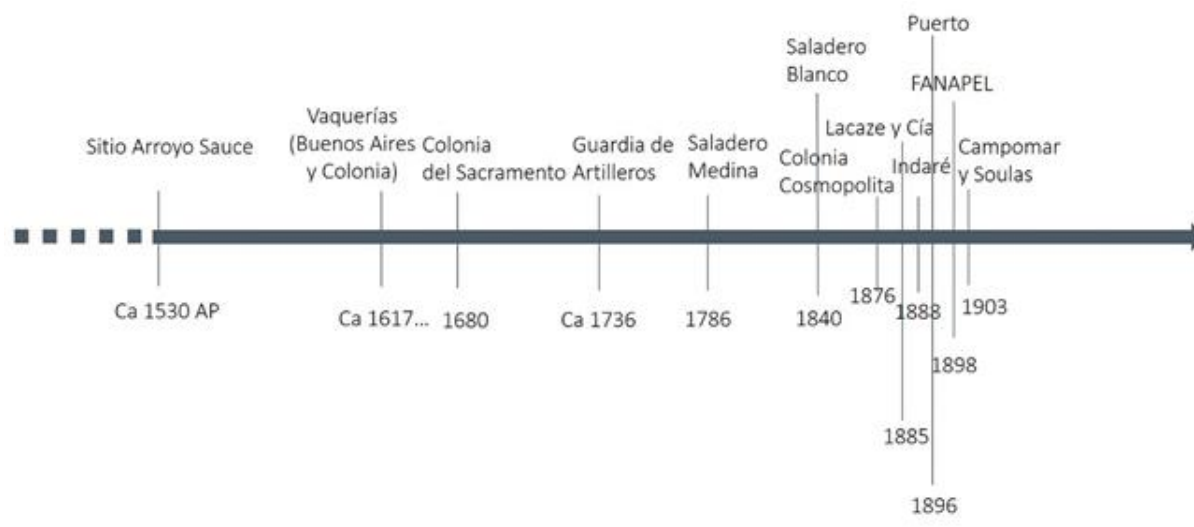 Puerto
Saladero
Blanco
FANAPEL
Vaquerías
(Buenos Aires
y Colonia)
Lacaze y Cía
Sitio Arroyo Sauce
Colonia
del Sacramento
Guardia de
Artilleros
Saladero
Medina
Colonia
Cosmopolita
Indaré
Campomar
y Soulas
Ca 1530 AP
Ca 1617...
1680
Ca 1736
1786
1840
1876
1888
1903
1898
1885
1896